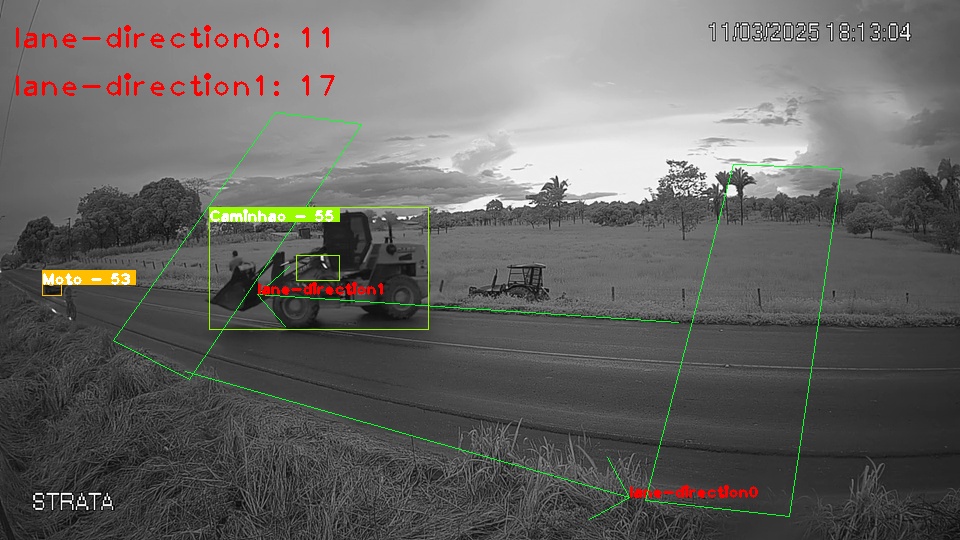 lane-direction0: 11
11/03/2025 18:13:04
lane-direction1: 17
Caminhao - 55
Moto - 53
lane-direction1
lane-direction0
STRATA